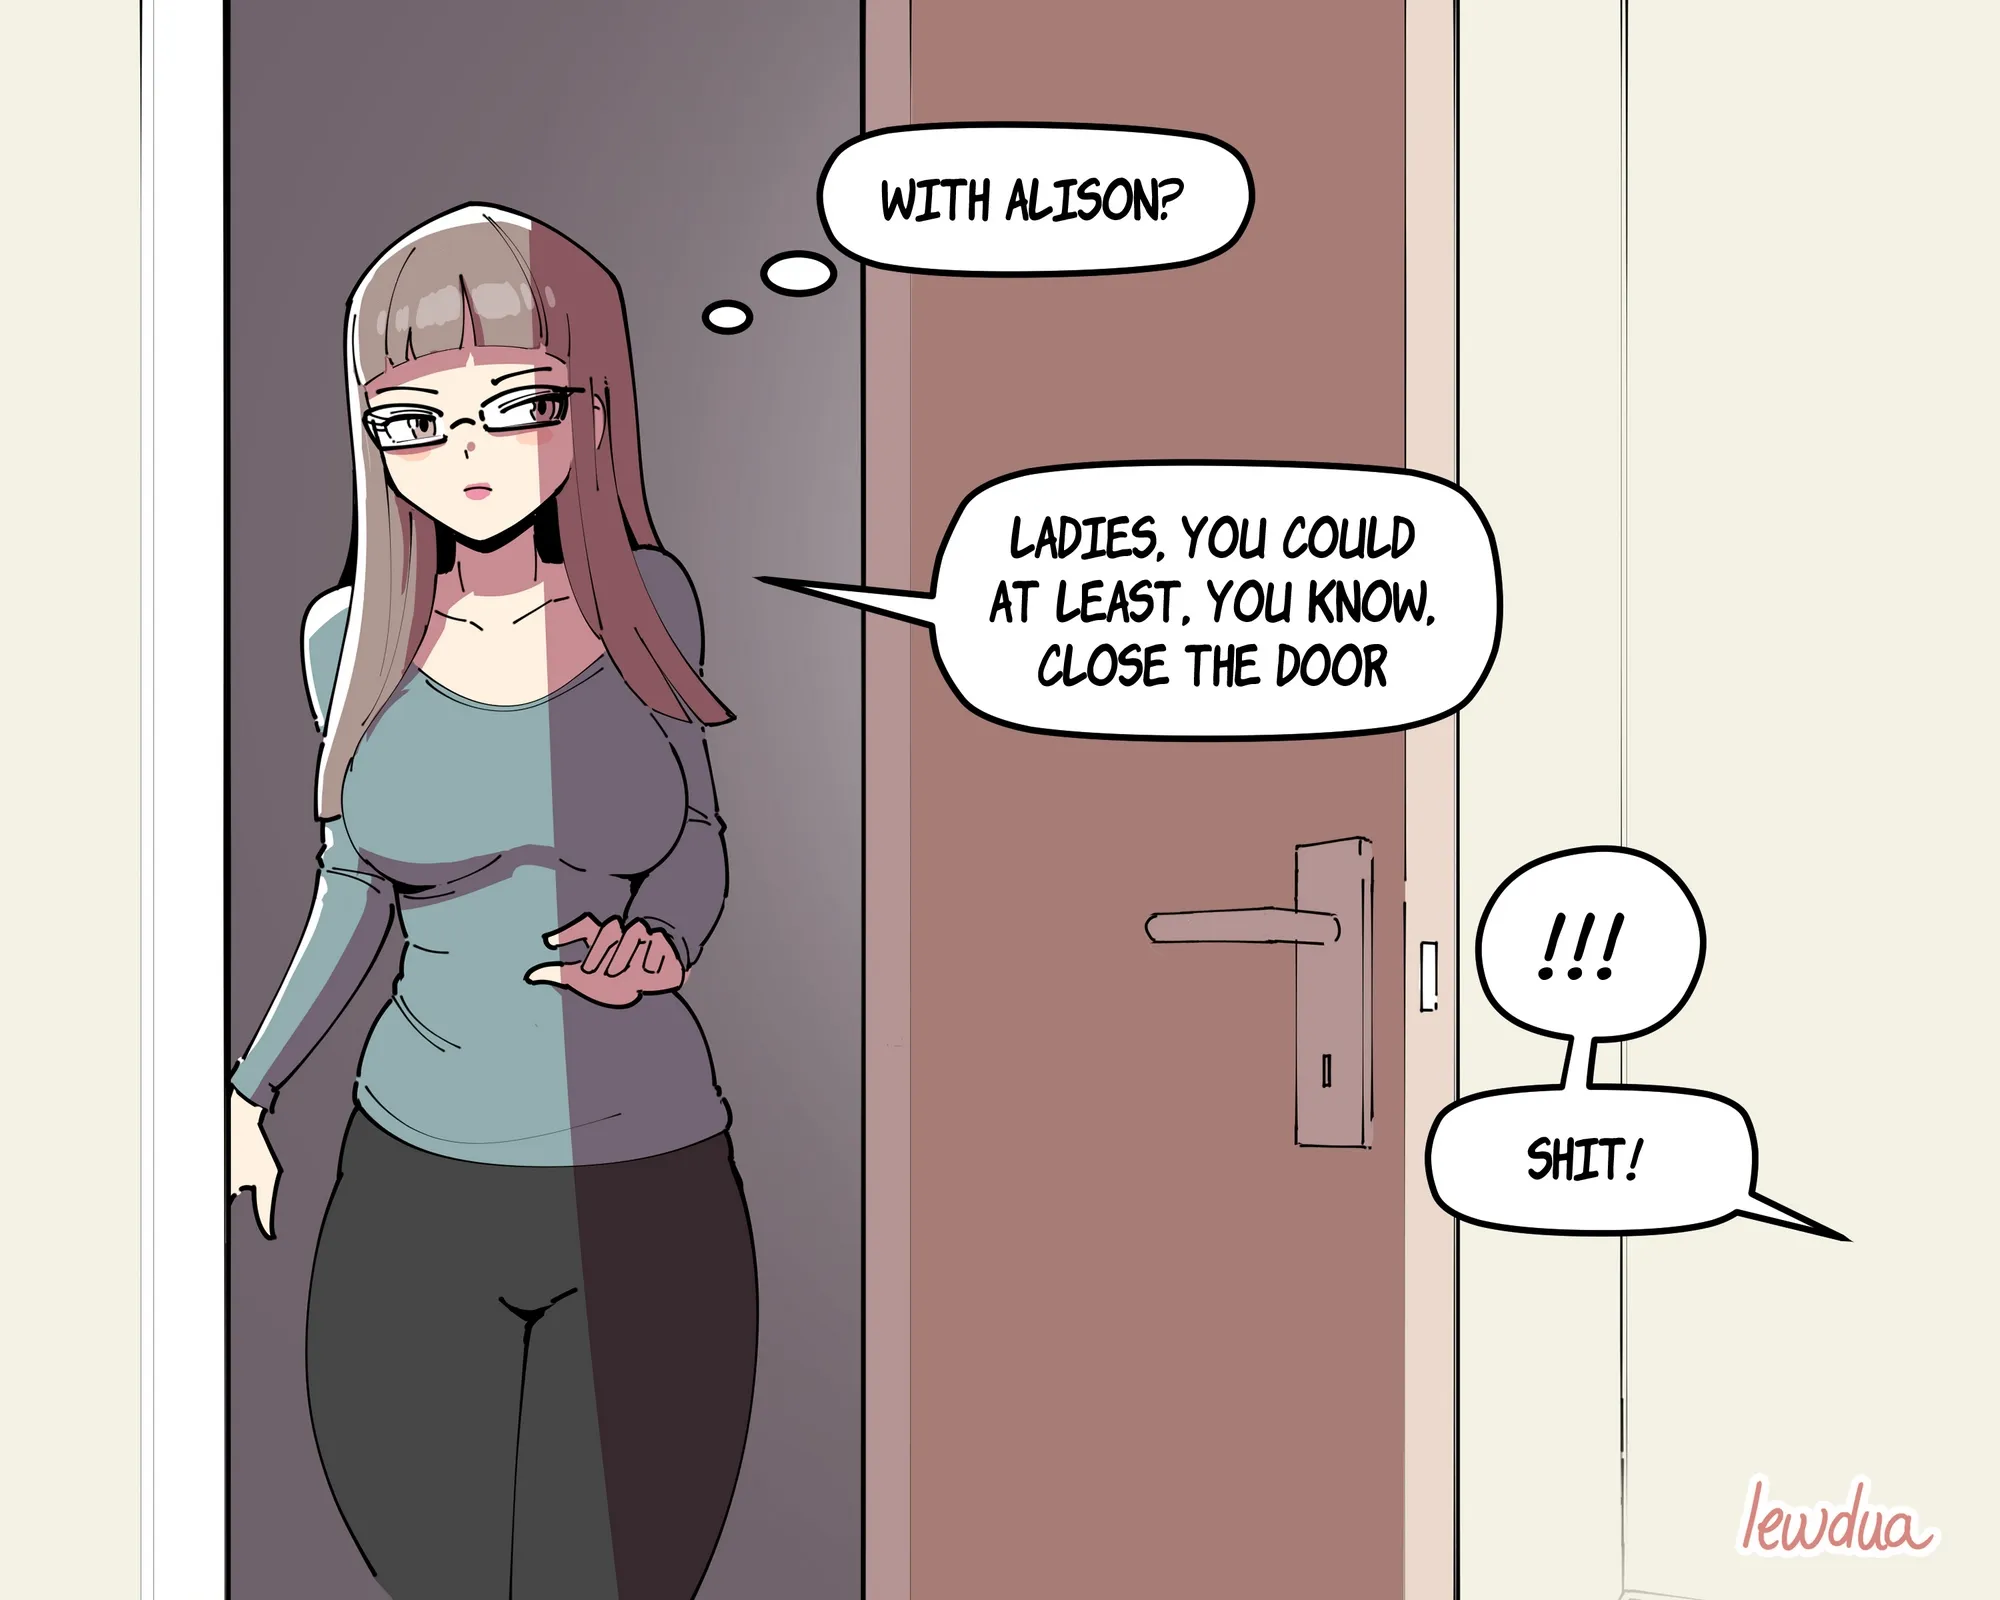 WITH ALISON?
LADIES, YOU COULD
AT LEAST, YOU KNOW,
CLOSE THE DOOR
!!!
SHIT!
lewdua